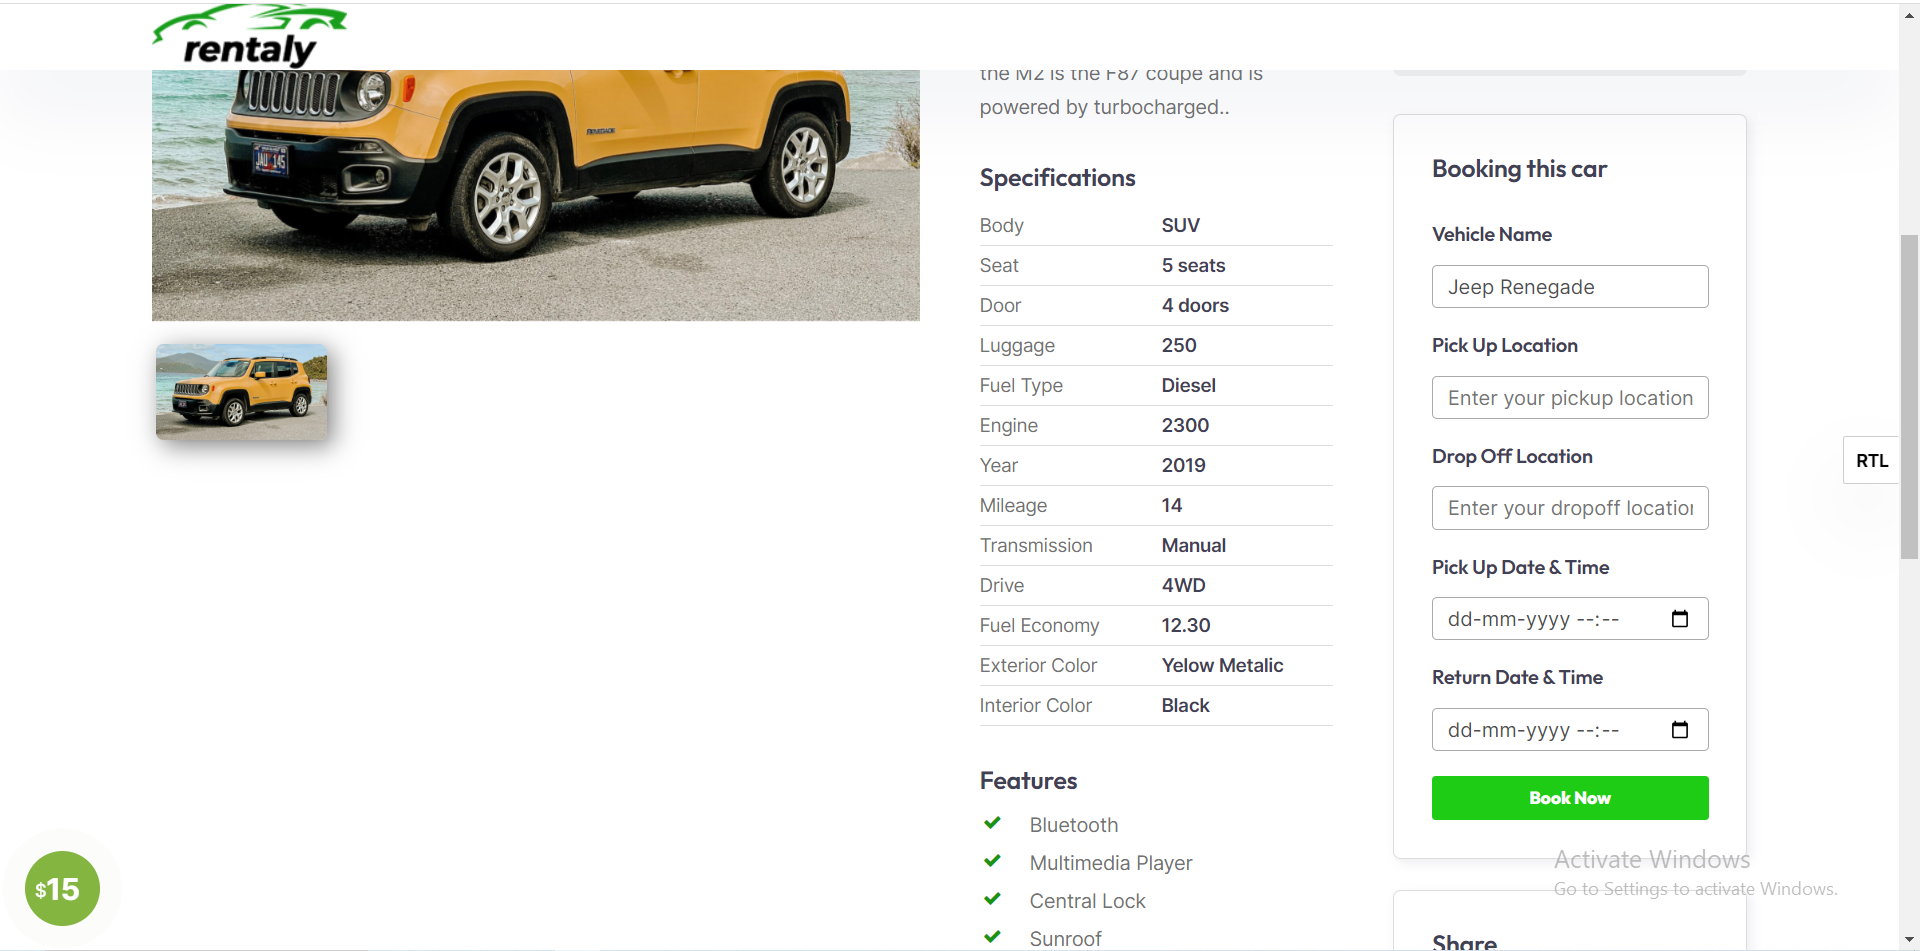 rentaly
the M2 is the F87 coupe and is
powered by turbocharged..
RENEGADE
JAU 145
Specifications
Body SUV
Seat 5 seats
Door 4 doors
Luggage 250
Fuel Type Diesel
Engine 2300
Year 2019
Mileage 14
Transmission Manual
Drive 4WD
Fuel Economy 12.30
Exterior Color Yelow Metalic
Interior Color Black
Features
Bluetooth
Multimedia Player
Central Lock
Sunroof
Booking this car
Vehicle Name
Jeep Renegade
Pick Up Location
Enter your pickup location
Drop Off Location
Enter your dropoff location
Pick Up Date & Time
dd-mm-yyyy --:--
Return Date & Time
dd-mm-yyyy --:--
Book Now
Share
RTL
$15
Activate Windows
Go to Settings to activate Windows.